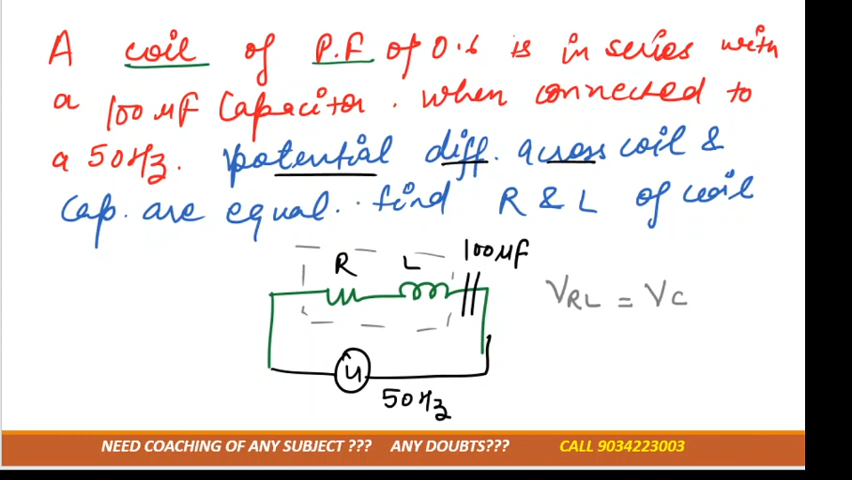 A coil of P.F of 0.6 is in series with
a 100 μF Capacitor. when connected to
a 50Hz. potential diff. across coil &
Cap. are equal.. find R & L of coil
R L 100μF
VRL = VC
50Hz
NEED COACHING OF ANY SUBJECT ??? ANY DOUBTS??? CALL 9034223003